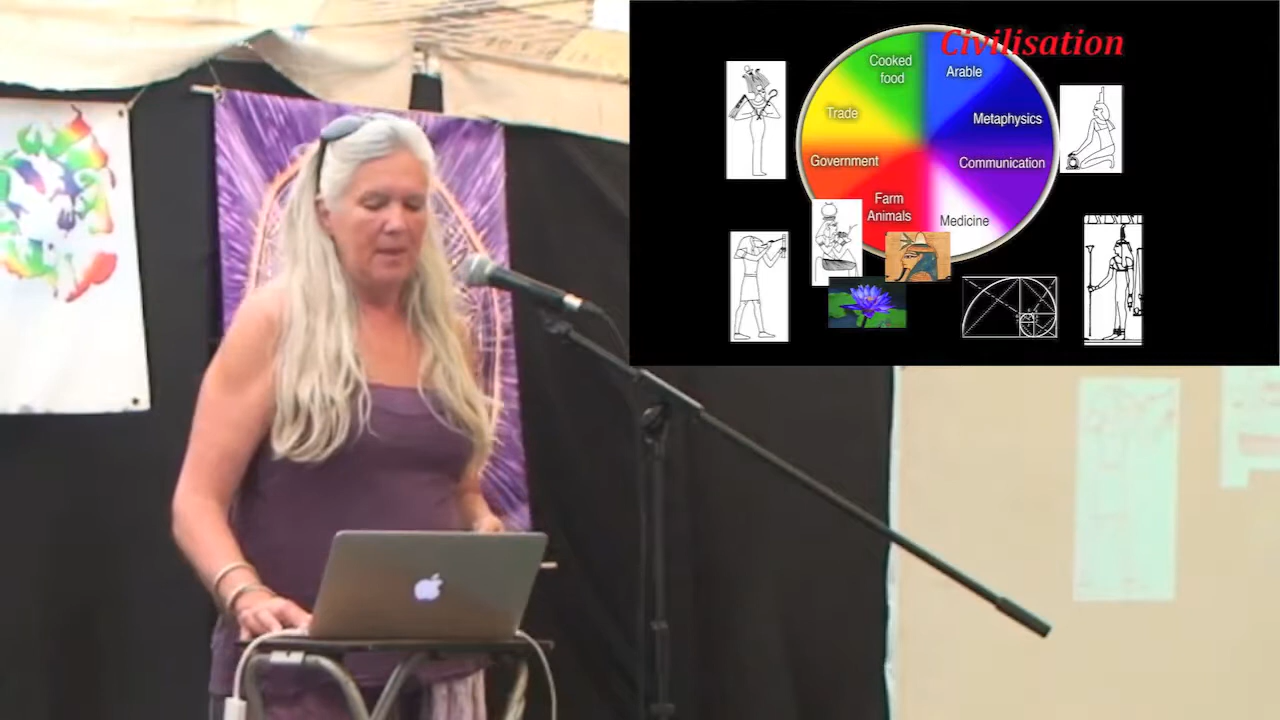 Civilisation
Cooked
food
Arable
Trade
Metaphysics
Government
Communication
Farm
Animals
Medicine